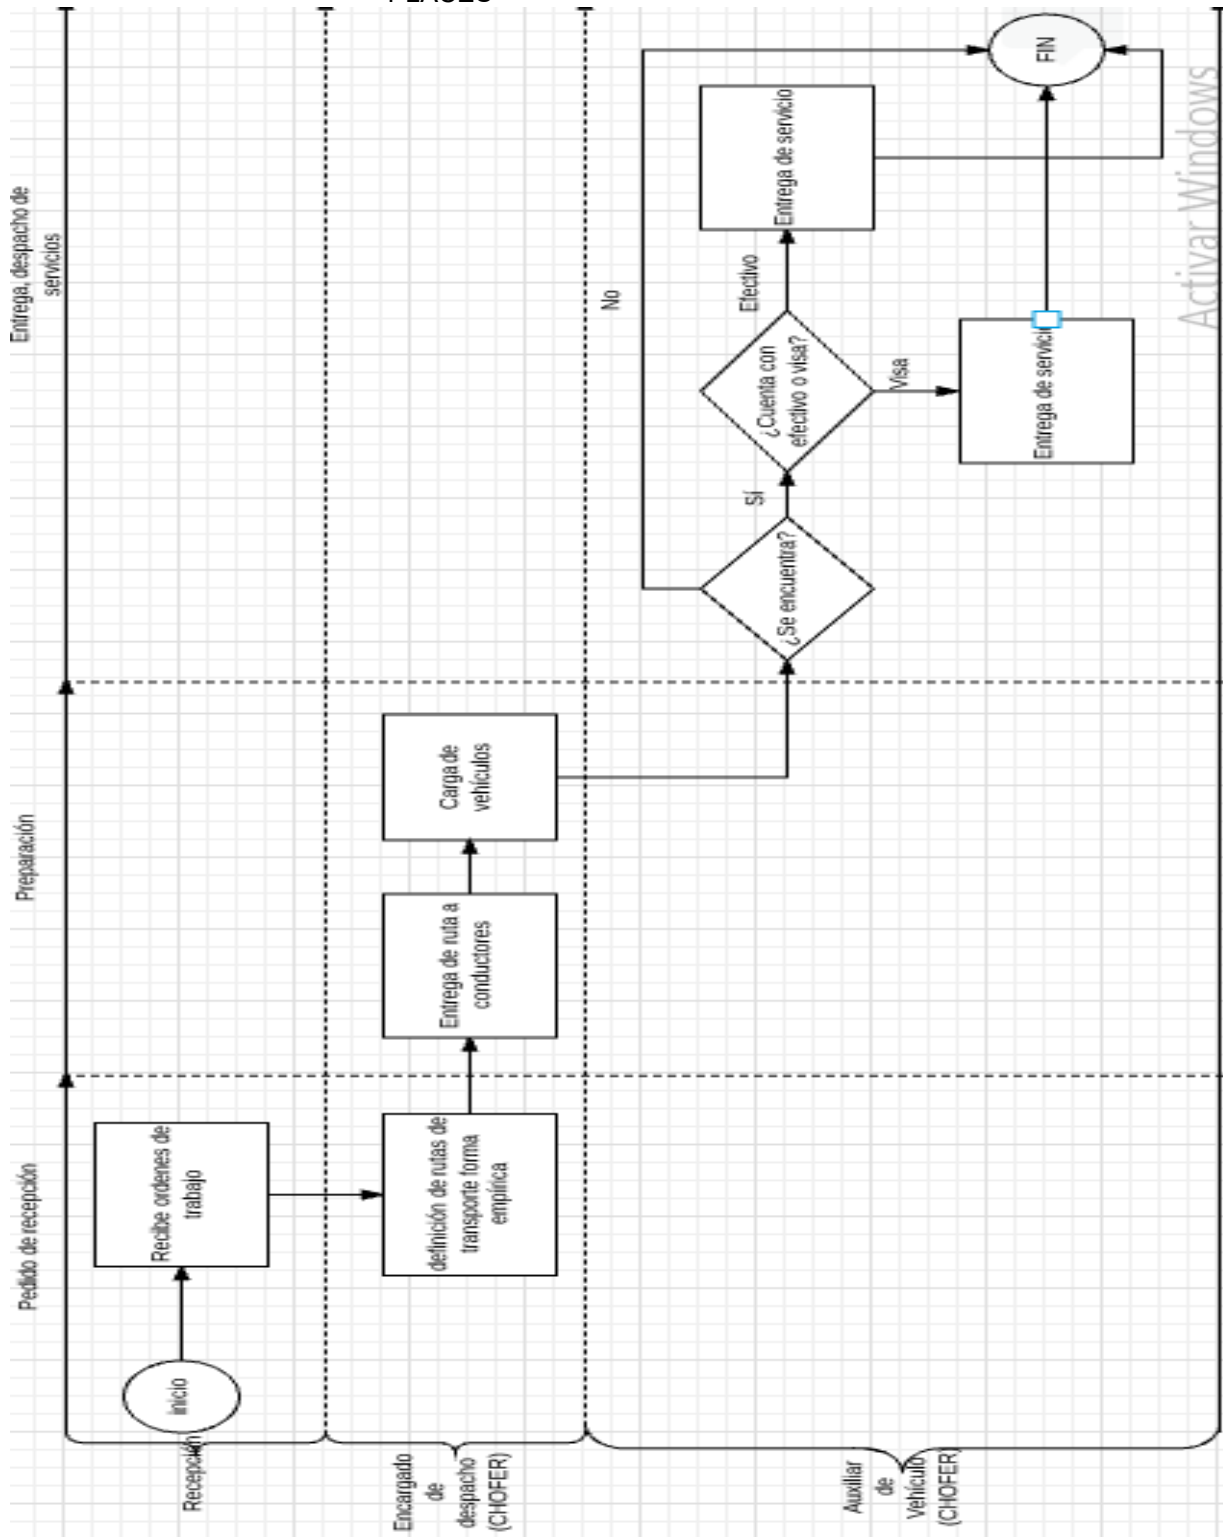 Pedido de recepción
Preparación
Entrega, despacho de
servicios
Recepción
inicio
Recibe ordenes de
trabajo
Encargado
de
despacho
(CHOFER)
definición de rutas de
transporte forma
empírica
Entrega de ruta a
conductores
Carga de
vehículos
Auxiliar
de
Vehículo
(CHOFER)
¿Se encuentra?
Sí
No
¿Cuenta con
efectivo o visa?
Efectivo
Visa
Entrega de servicio
Entrega de servicio
FIN
Activar Windows